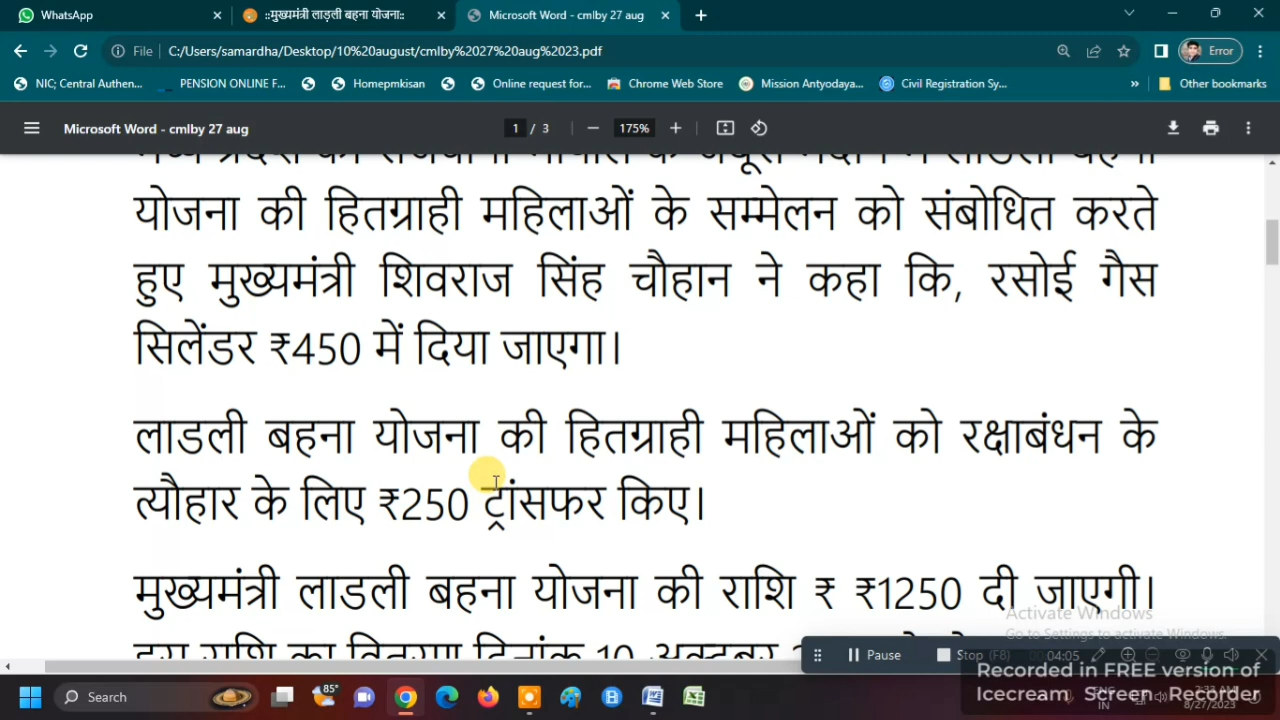 WhatsApp
::मुख्यमंत्री लाड़ली बहना योजना::
Microsoft Word - cmlby 27 aug
File
C:/Users/samardha/Desktop/10%20august/cmlby%2027%20aug%2023.pdf
Error
NIC; Central Authen...
PENSION ONLINE F...
Homepmkisan
Online request for...
Chrome Web Store
Mission Antyodaya...
Civil Registration Sy...
»
Other bookmarks
Microsoft Word - cmlby 27 aug
1 / 3
175%
योजना की हितग्राही महिलाओं के सम्मेलन को संबोधित करते
हुए मुख्यमंत्री शिवराज सिंह चौहान ने कहा कि, रसोई गैस
सिलेंडर ₹450 में दिया जाएगा।
लाडली बहना योजना की हितग्राही महिलाओं को रक्षाबंधन के
त्यौहार के लिए ₹250 ट्रांसफर किए।
मुख्यमंत्री लाडली बहना योजना की राशि ₹ ₹1250 दी जाएगी।
Activate Windows
Go to Settings to activate Windows.
Pause
Stop (F8)
04:05
Recorded in FREE version of
Icecream Screen Recorder
Search
85°
IN
8/27/2023